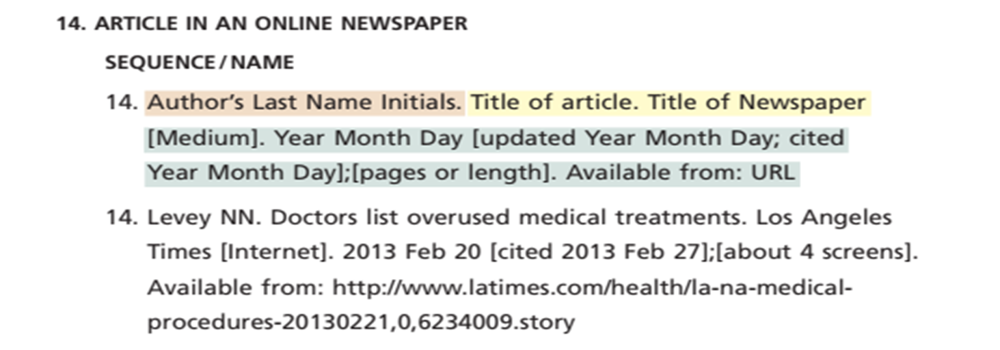 14. ARTICLE IN AN ONLINE NEWSPAPER
SEQUENCE/NAME
14. Author's Last Name Initials. Title of article. Title of Newspaper
[Medium]. Year Month Day [updated Year Month Day; cited
Year Month Day];[pages or length]. Available from: URL
14. Levey NN. Doctors list overused medical treatments. Los Angeles
Times [Internet]. 2013 Feb 20 [cited 2013 Feb 27];[about 4 screens].
Available from: http://www.latimes.com/health/la-na-medical-
procedures-20130221,0,6234009.story